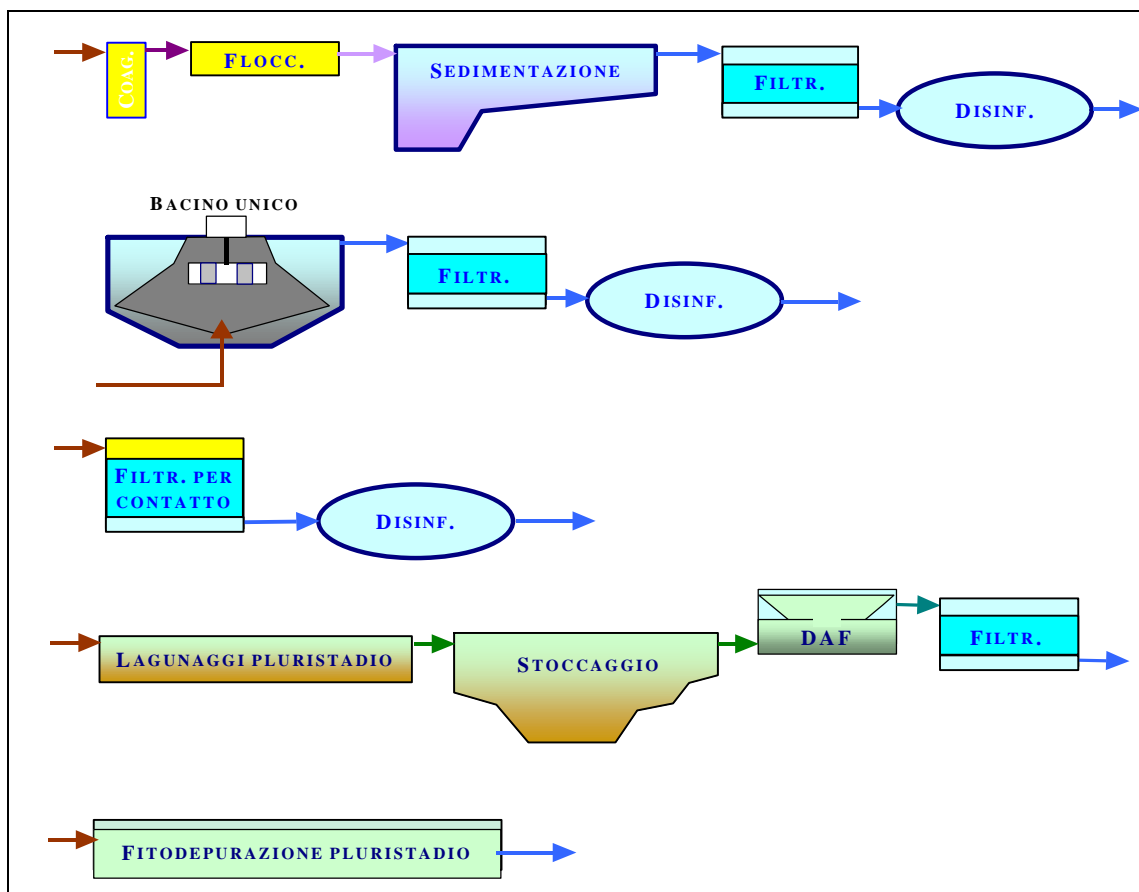 COAG.
FLOCC.
SEDIMENTAZIONE
FILTR.
DISINF.
BACINO UNICO
FILTR.
DISINF.
FILTR. PER
CONTATTO
DISINF.
LAGUNAGGI PLURISTADIO
STOCCAGGIO
DAF
FILTR.
FITODEPURAZIONE PLURISTADIO